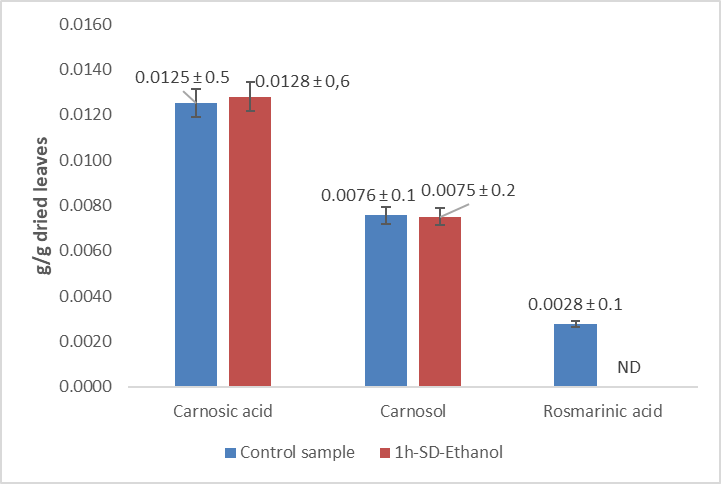 0.0160
0.0140
0.0120
0.0100
0.0080
0.0060
0.0040
0.0020
0.0000
g/g dried leaves
0.0125 ± 0.5
0.0128 ± 0,6
0.0076 ± 0.1
0.0075 ± 0.2
0.0028 ± 0.1
ND
Carnosic acid
Carnosol
Rosmarinic acid
Control sample
1h-SD-Ethanol